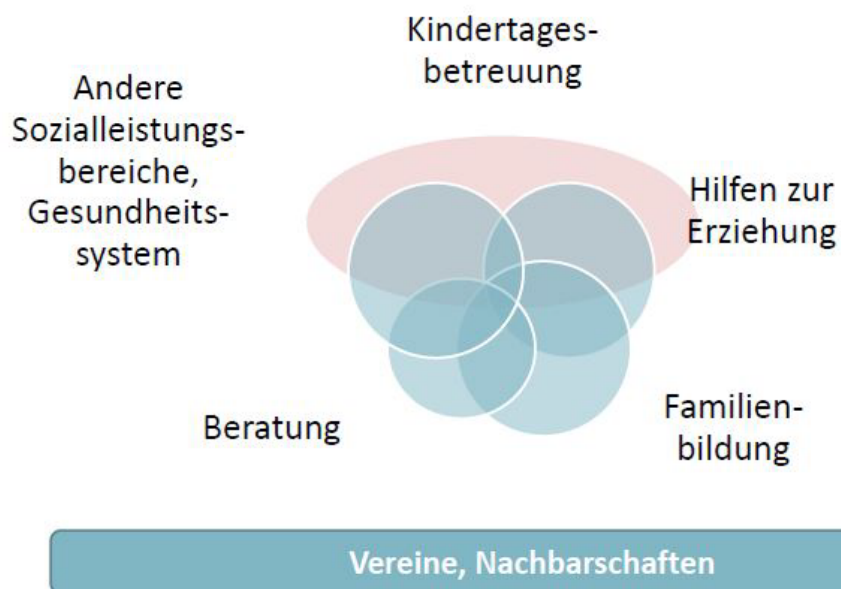 Kindertages-
betreuung
Andere
Sozialleistungs-
bereiche,
Gesundheits-
system
Hilfen zur
Erziehung
Beratung
Familien-
bildung
Vereine, Nachbarschaften